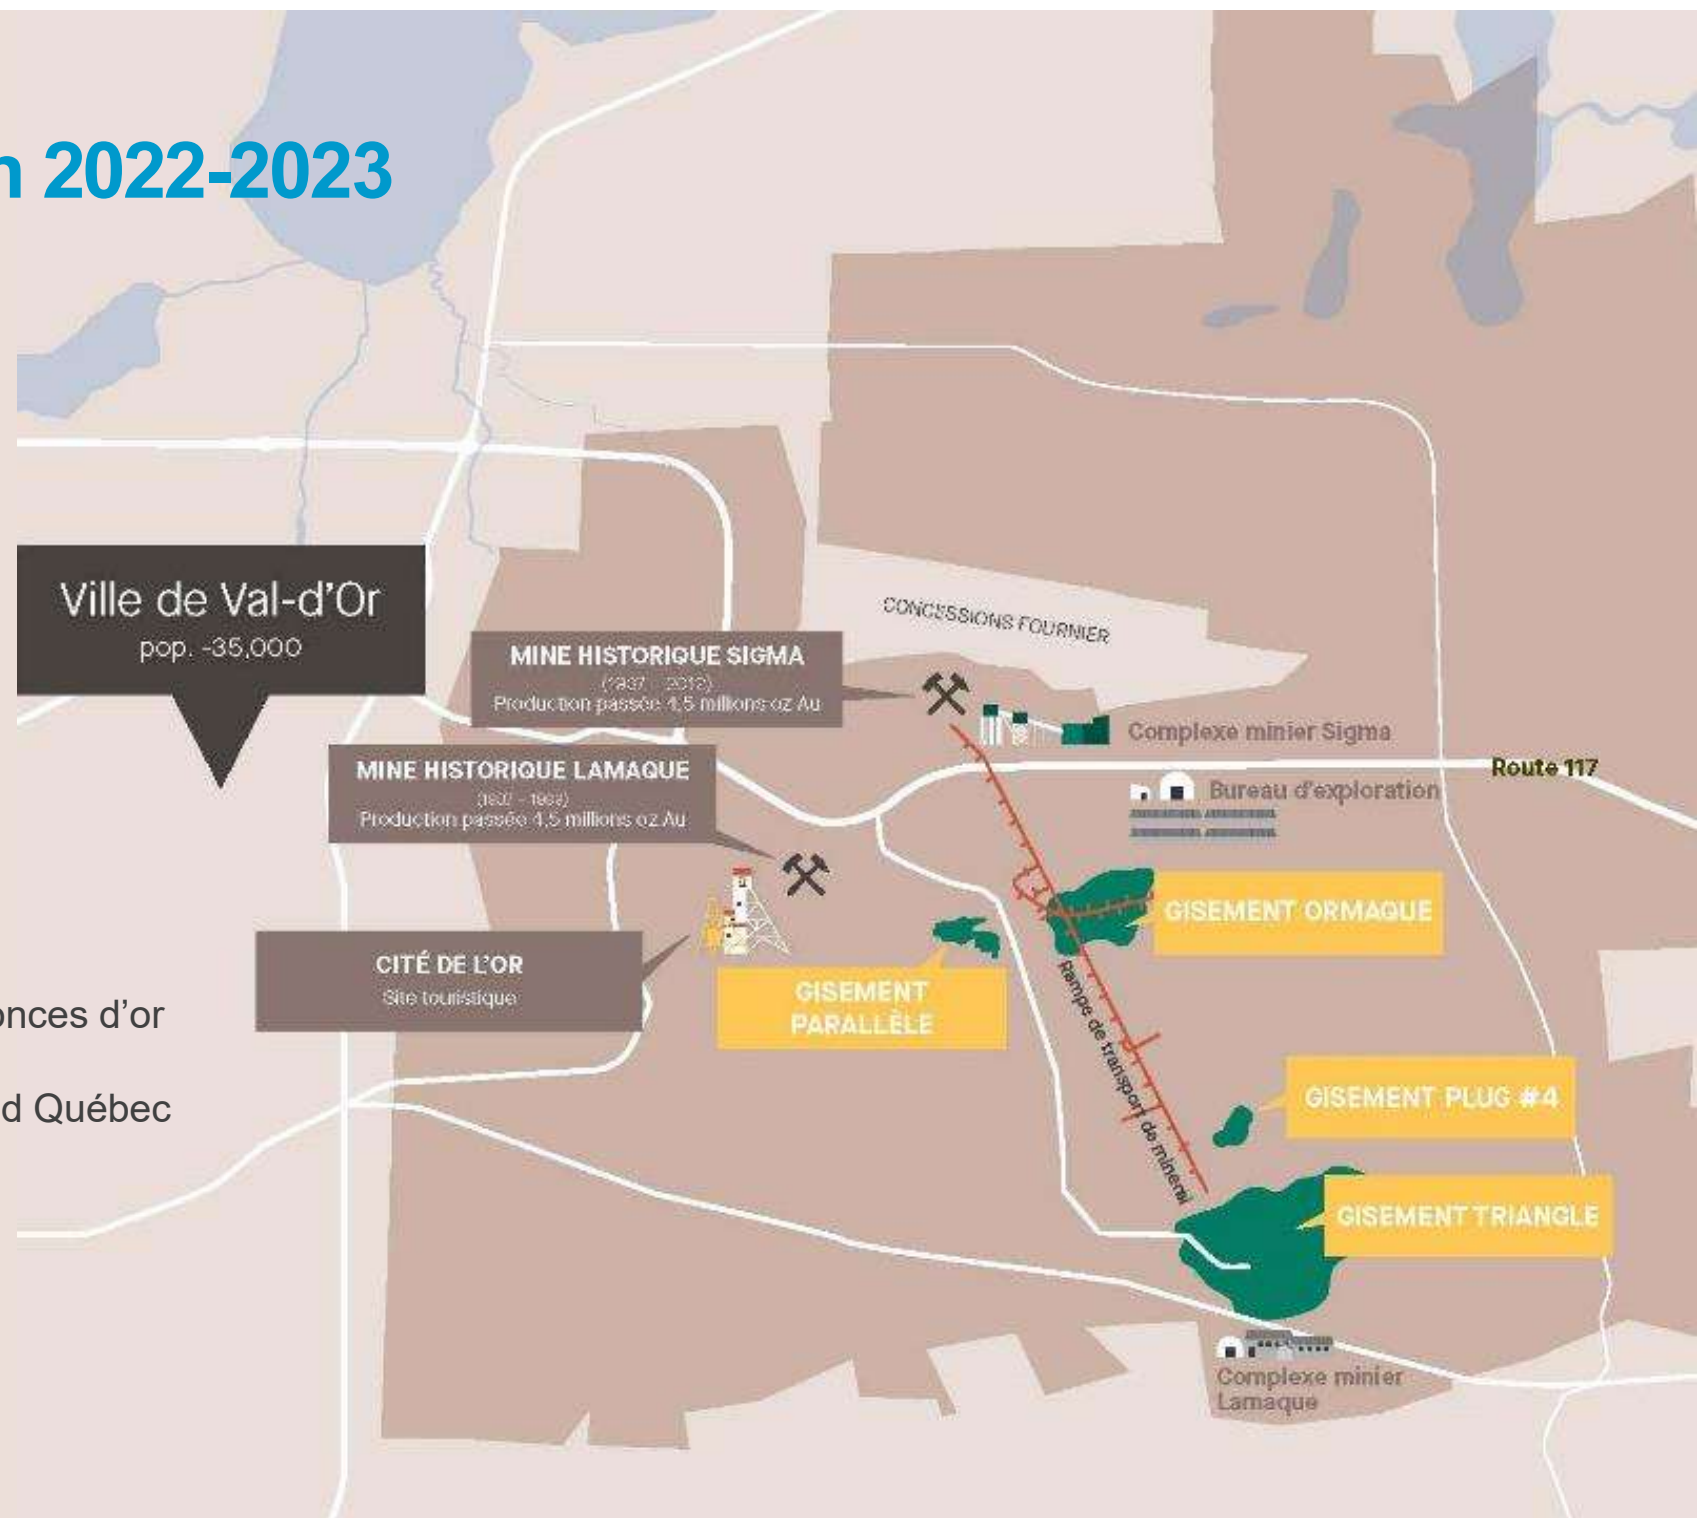 n 2022-2023
Ville de Val-d'Or
pop. ~35,000
CONCESSIONS FOURNIER
MINE HISTORIQUE SIGMA
(1937 - 2012)
Production passée 4,5 millions oz Au
Complexe minier Sigma
MINE HISTORIQUE LAMAQUE
Production passée 4,5 millions oz Au
Route 117
Bureau d'exploration
GISEMENT ORMAQUE
CITÉ DE L'OR
Site touristique
GISEMENT
PARALLÈLE
onces d'or
d Québec
Rampe de transport de minerai
GISEMENT PLUG #4
GISEMENT TRIANGLE
Complexe minier
Lamaque